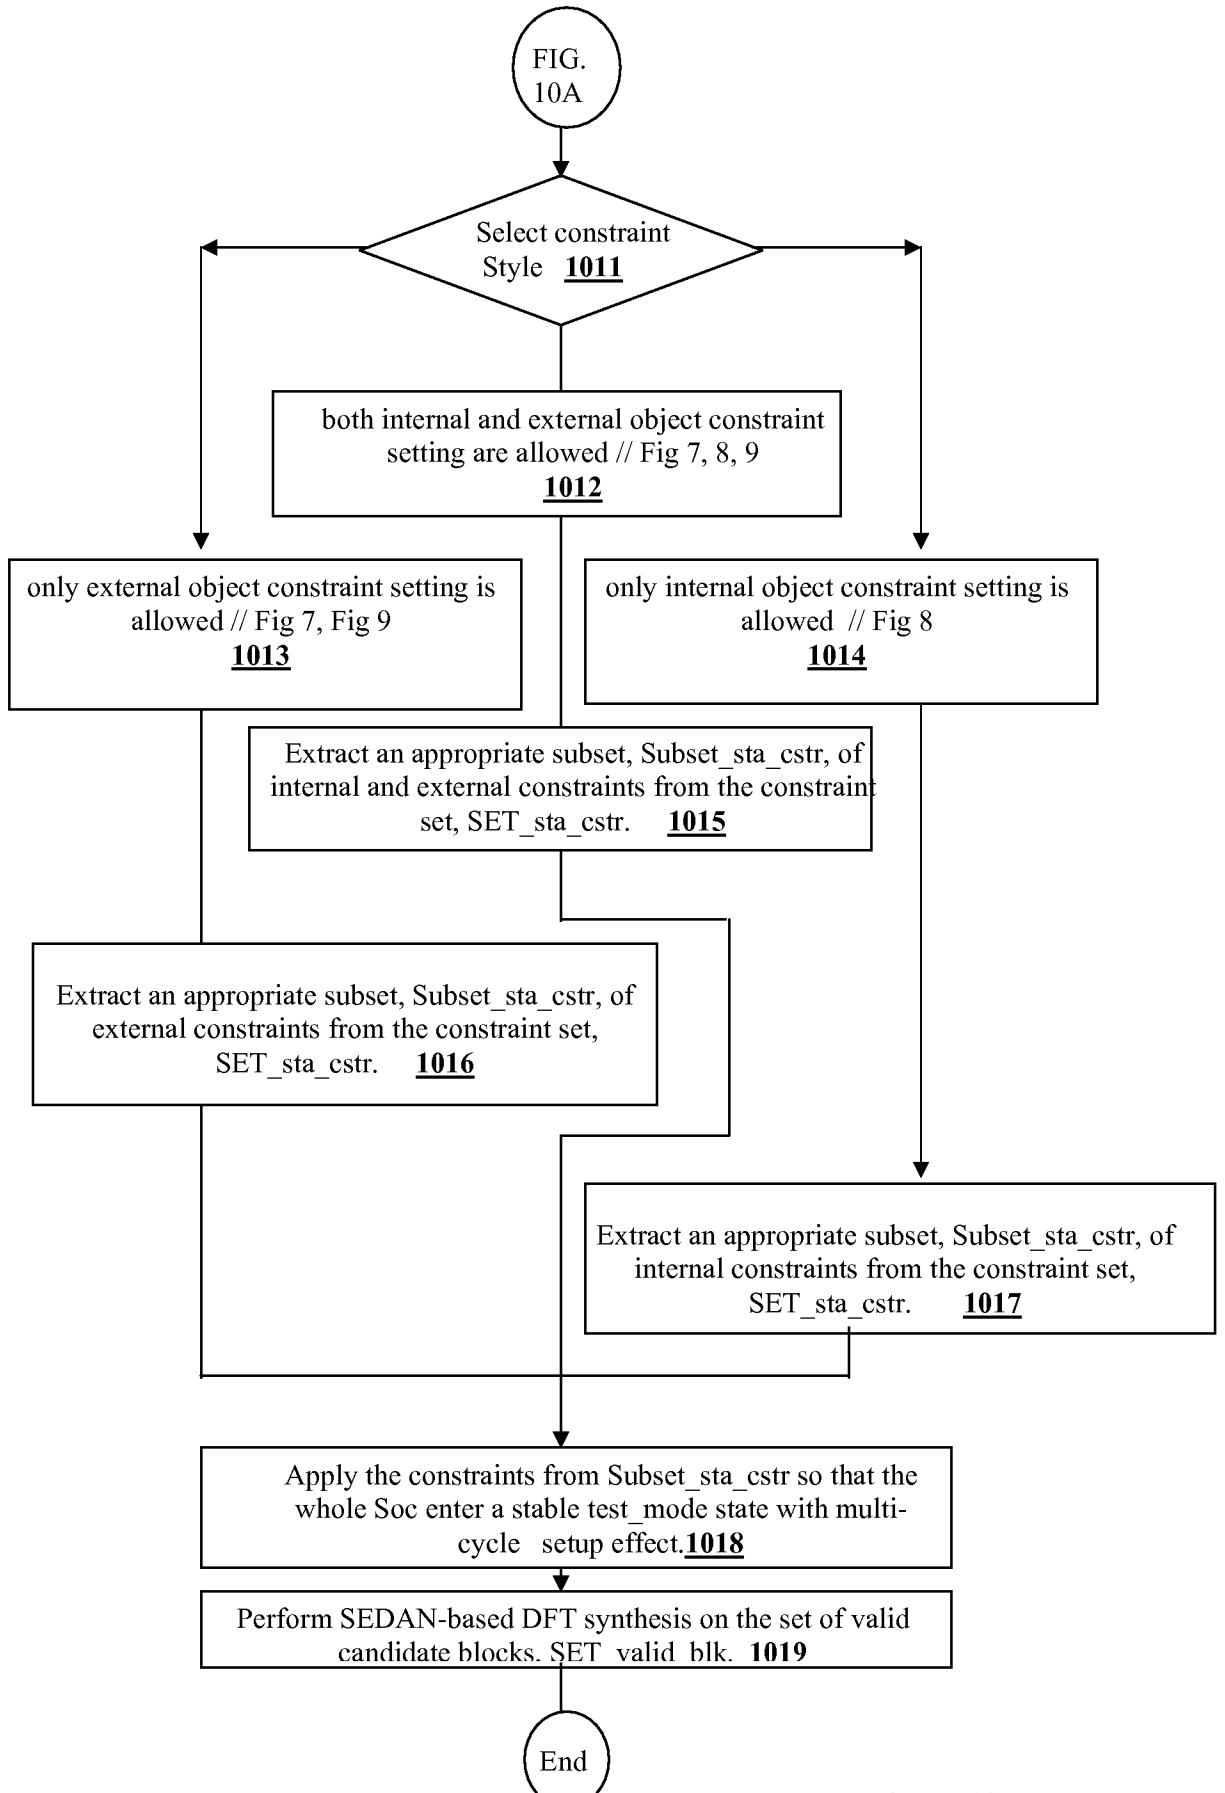 FIG.
10A
Select constraint
Style 1011
both internal and external object constraint
setting are allowed // Fig 7, 8, 9
1012
only external object constraint setting is
allowed // Fig 7, Fig 9
1013
only internal object constraint setting is
allowed // Fig 8
1014
Extract an appropriate subset, Subset_sta_cstr, of
internal and external constraints from the constraint
set, SET_sta_cstr. 1015
Extract an appropriate subset, Subset_sta_cstr, of
external constraints from the constraint set,
SET_sta_cstr. 1016
Extract an appropriate subset, Subset_sta_cstr, of
internal constraints from the constraint set,
SET_sta_cstr. 1017
Apply the constraints from Subset_sta_cstr so that the
whole Soc enter a stable test_mode state with multi-
cycle setup effect.1018
Perform SEDAN-based DFT synthesis on the set of valid
candidate blocks, SET_valid_blk. 1019
End